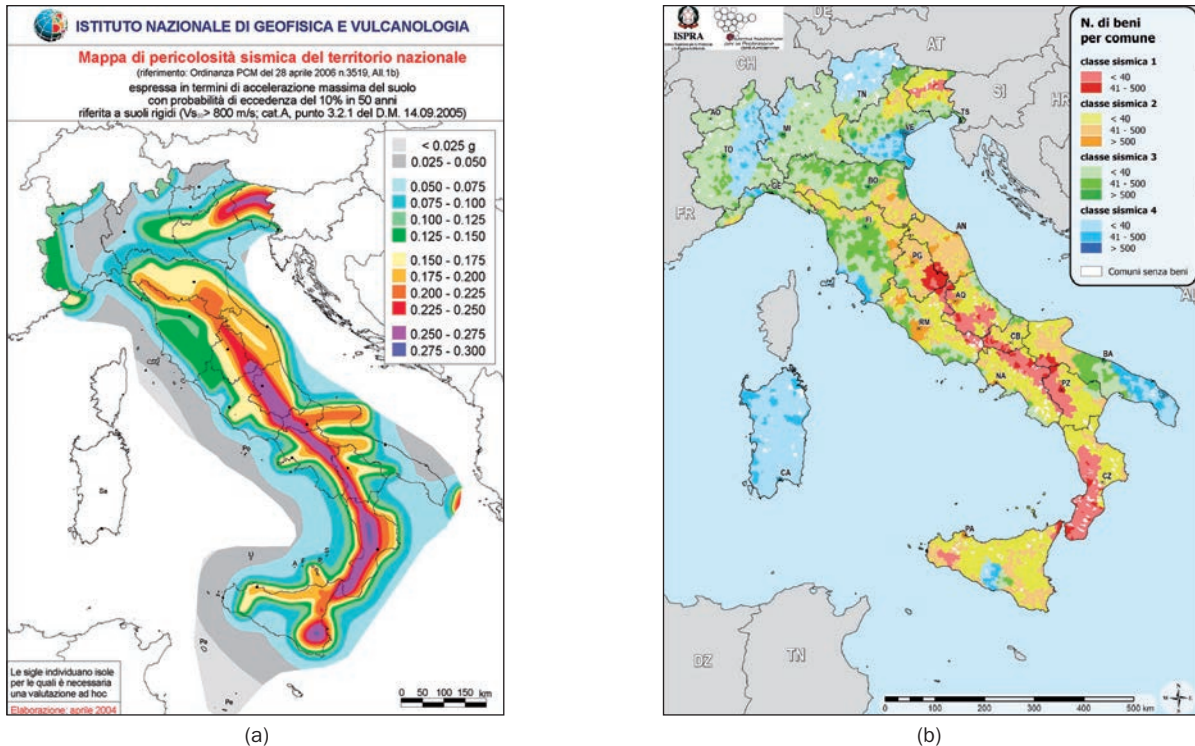 ISTITUTO NAZIONALE DI GEOFISICA E VULCANOLOGIA
Mappa di pericolosità sismica del territorio nazionale
(riferimento: Ordinanza PCM del 28 aprile 2006 n.3519, All.1b)
espressa in termini di accelerazione massima del suolo
con probabilità di eccedenza del 10% in 50 anni
riferita a suoli rigidi (Vs₃₀> 800 m/s; cat.A, punto 3.2.1 del D.M. 14.09.2005)
< 0.025 g
0.025 - 0.050
0.050 - 0.075
0.075 - 0.100
0.100 - 0.125
0.125 - 0.150
0.150 - 0.175
0.175 - 0.200
0.200 - 0.225
0.225 - 0.250
0.250 - 0.275
0.275 - 0.300
Le sigle individuano isole
per le quali è necessaria
una valutazione ad hoc
Elaborazione: aprile 2004
0 50 100 150 km
(a)
ISPRA
N. di beni
per comune
classe sismica 1
< 40
41 - 500
classe sismica 2
< 40
41 - 500
> 500
classe sismica 3
< 40
41 - 500
> 500
classe sismica 4
< 40
41 - 500
> 500
Comuni senza beni
DE
AT
CH
SI
HR
FR
AO
TO
MI
TN
VE
TS
GE
BO
FI
AN
PG
AQ
RM
CB
NA
BA
PZ
CZ
CA
PA
DZ
TN
0 100 200 300 400 500 km
(b)